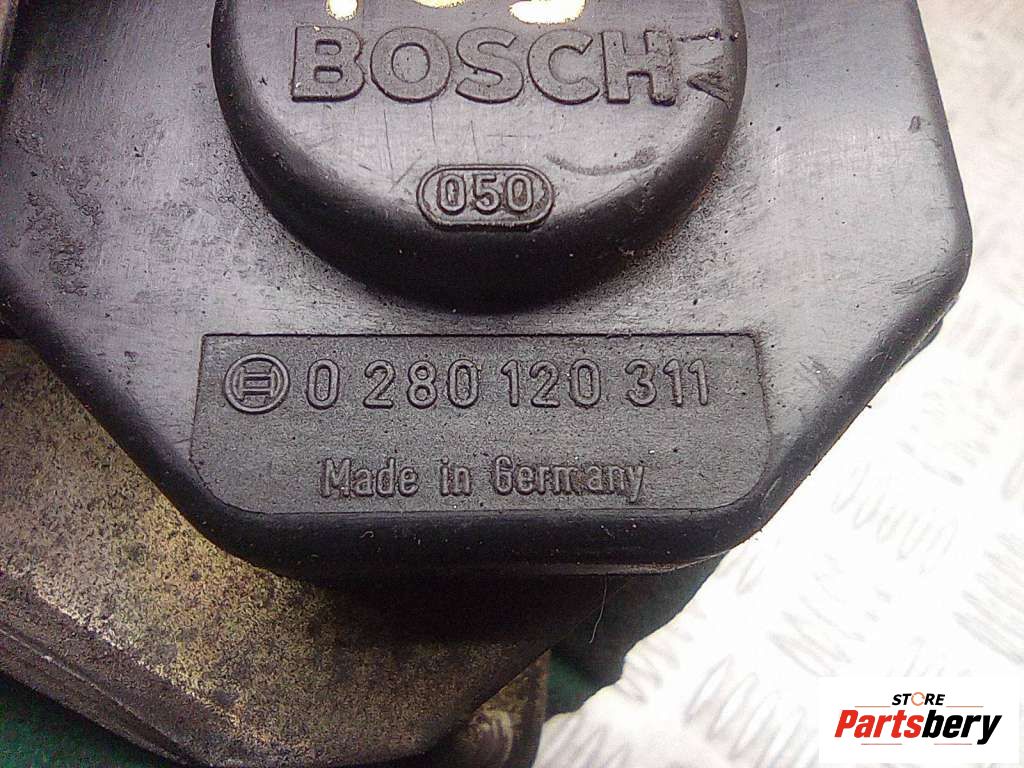 BOSCH
050
0 280 120 311
Made in Germany
STORE
Partsbery